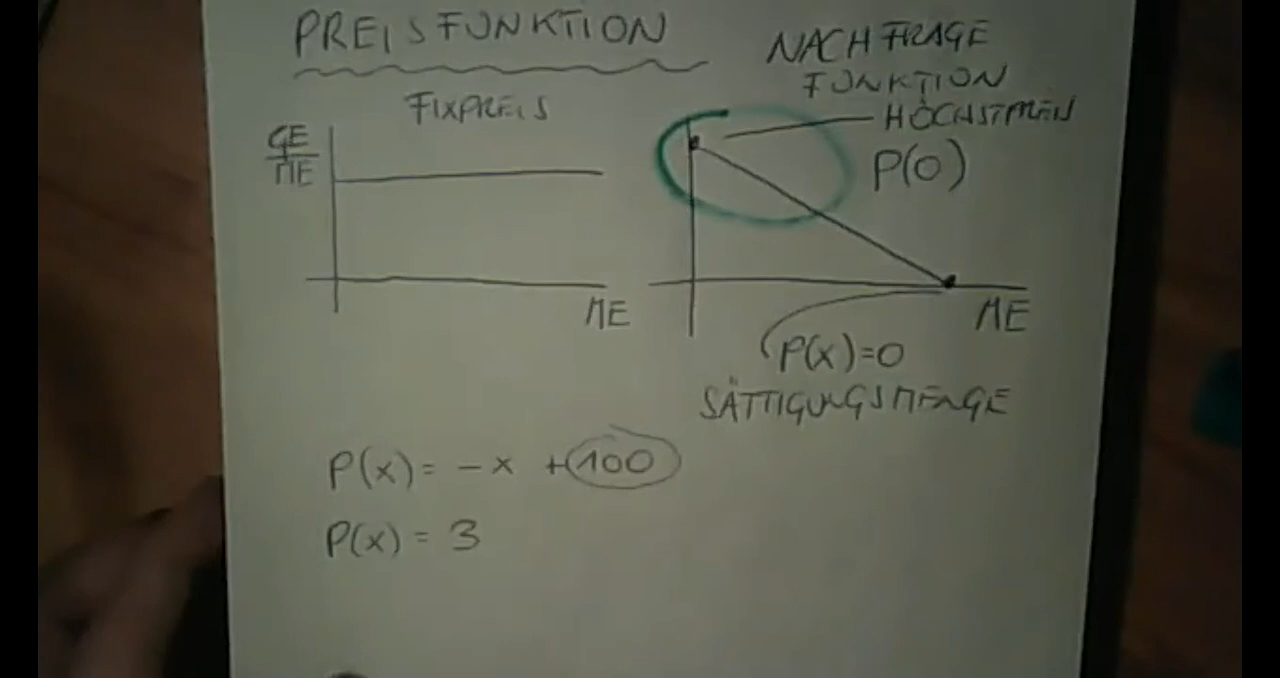 PREISFUNKTION
FIXPREIS
GE
ME
ME
NACHFRAGE
FUNKTION
HÖCHSTPREIS
P(0)
ME
P(x)=0
SÄTTIGUNGSMENGE
P(x) = -x +100
P(x) = 3